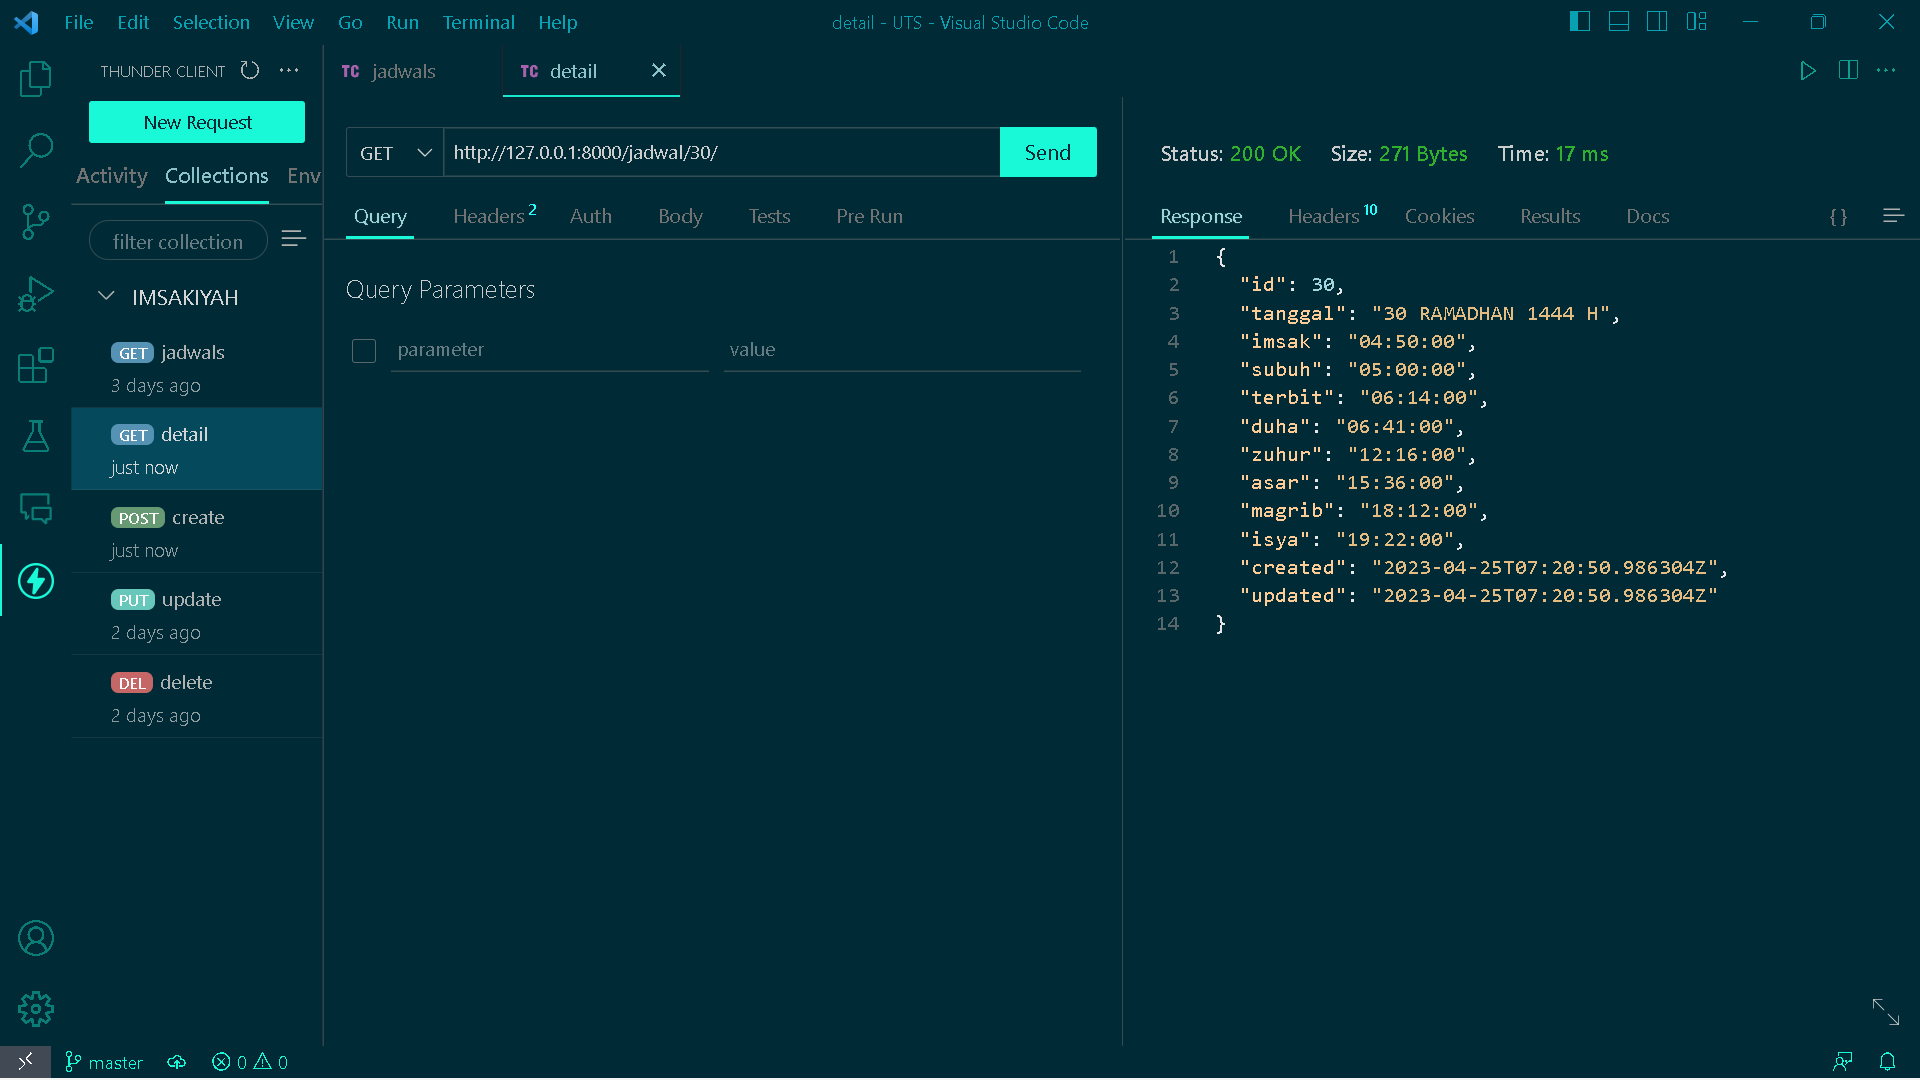 File Edit Selection View Go Run Terminal Help
detail - UTS - Visual Studio Code
THUNDER CLIENT
New Request
Activity Collections Env
filter collection
IMSAKIYAH
GET jadwals
3 days ago
GET detail
just now
POST create
just now
PUT update
2 days ago
DEL delete
2 days ago
TC jadwals
TC detail
GET http://127.0.0.1:8000/jadwal/30/ Send
Query Headers 2 Auth Body Tests Pre Run
Query Parameters
parameter value
Status: 200 OK Size: 271 Bytes Time: 17 ms
Response Headers 10 Cookies Results Docs {}
1 {
2 "id": 30,
3 "tanggal": "30 RAMADHAN 1444 H",
4 "imsak": "04:50:00",
5 "subuh": "05:00:00",
6 "terbit": "06:14:00",
7 "duha": "06:41:00",
8 "zuhur": "12:16:00",
9 "asar": "15:36:00",
10 "magrib": "18:12:00",
11 "isya": "19:22:00",
12 "created": "2023-04-25T07:20:50.986304Z",
13 "updated": "2023-04-25T07:20:50.986304Z"
14 }
master 0 0